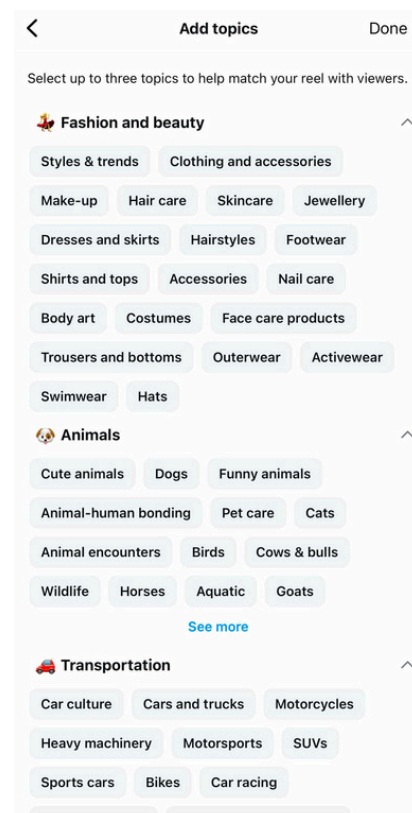 Add topics Done
Select up to three topics to help match your reel with viewers.
Fashion and beauty
Styles & trends Clothing and accessories
Make-up Hair care Skincare Jewellery
Dresses and skirts Hairstyles Footwear
Shirts and tops Accessories Nail care
Body art Costumes Face care products
Trousers and bottoms Outerwear Activewear
Swimwear Hats
Animals
Cute animals Dogs Funny animals
Animal-human bonding Pet care Cats
Animal encounters Birds Cows & bulls
Wildlife Horses Aquatic Goats
See more
Transportation
Car culture Cars and trucks Motorcycles
Heavy machinery Motorsports SUVs
Sports cars Bikes Car racing